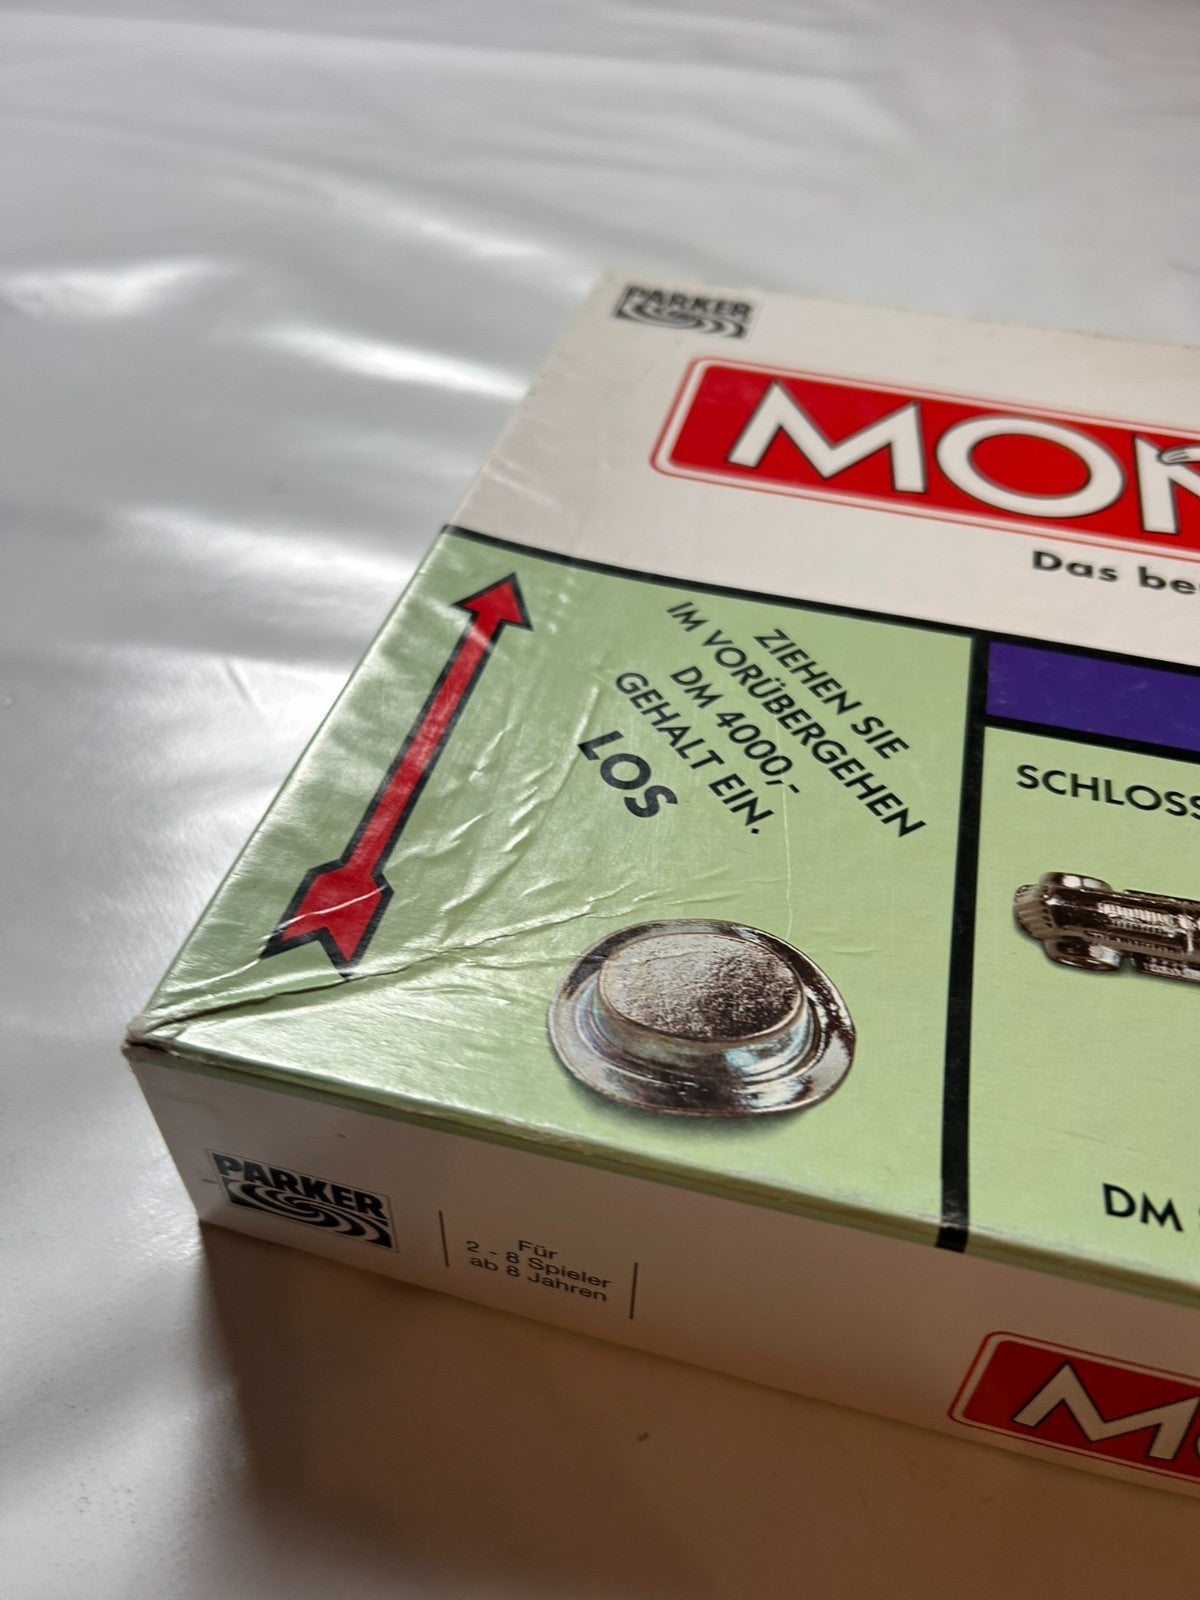 PARKER
MON
Das be
ZIEHEN SIE
IM VORÜBERGEHEN
DM 4000,-
GEHALT EIN.
LOS
SCHLOSS
DM
PARKER
Für
2 - 8 Spieler
ab 8 Jahren
M